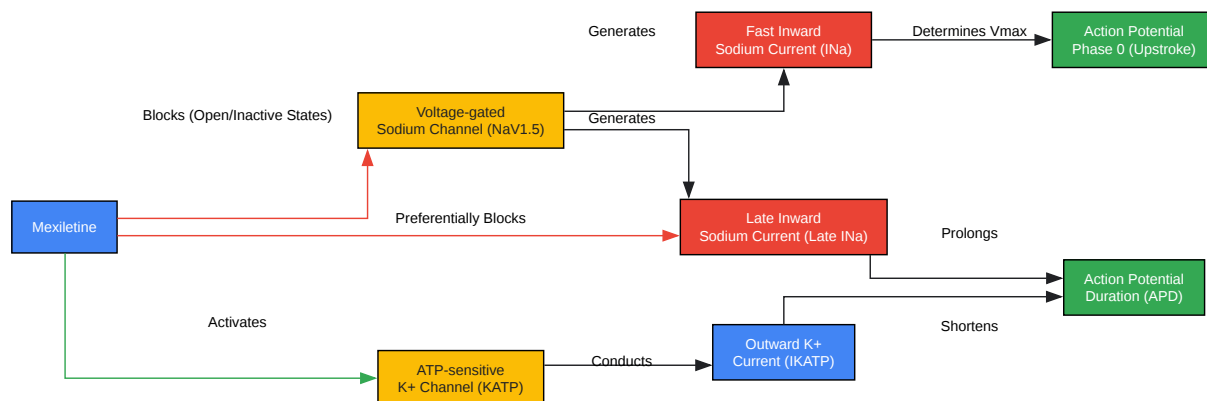 Generates
Fast Inward
Sodium Current (INa)
Determines Vmax
Action Potential
Phase 0 (Upstroke)
Blocks (Open/Inactive States)
Voltage-gated
Sodium Channel (NaV1.5)
Generates
Mexiletine
Preferentially Blocks
Late Inward
Sodium Current (Late INa)
Prolongs
Action Potential
Duration (APD)
Activates
Shortens
Outward K+
Current (IKATP)
Conducts
ATP-sensitive
K+ Channel (KATP)